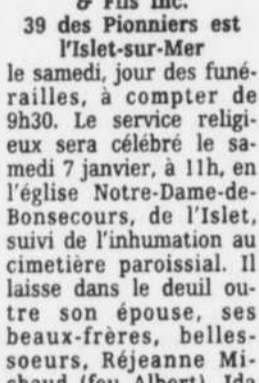 & Fils Inc.
39 des Pionniers est
l'Islet-sur-Mer
le samedi, jour des funé-
railles, à compter de
9h30. Le service religi-
eux sera célébré le sa-
medi 7 janvier, à 11h, en
l'église Notre-Dame-de-
Bonsecours, de l'Islet,
suivi de l'inhumation au
cimetière paroissial. Il
laisse dans le deuil ou-
tre son épouse, ses
beaux-frères, belles-
soeurs, Réjeanne Mi-
chaud (feu Albert), Ida